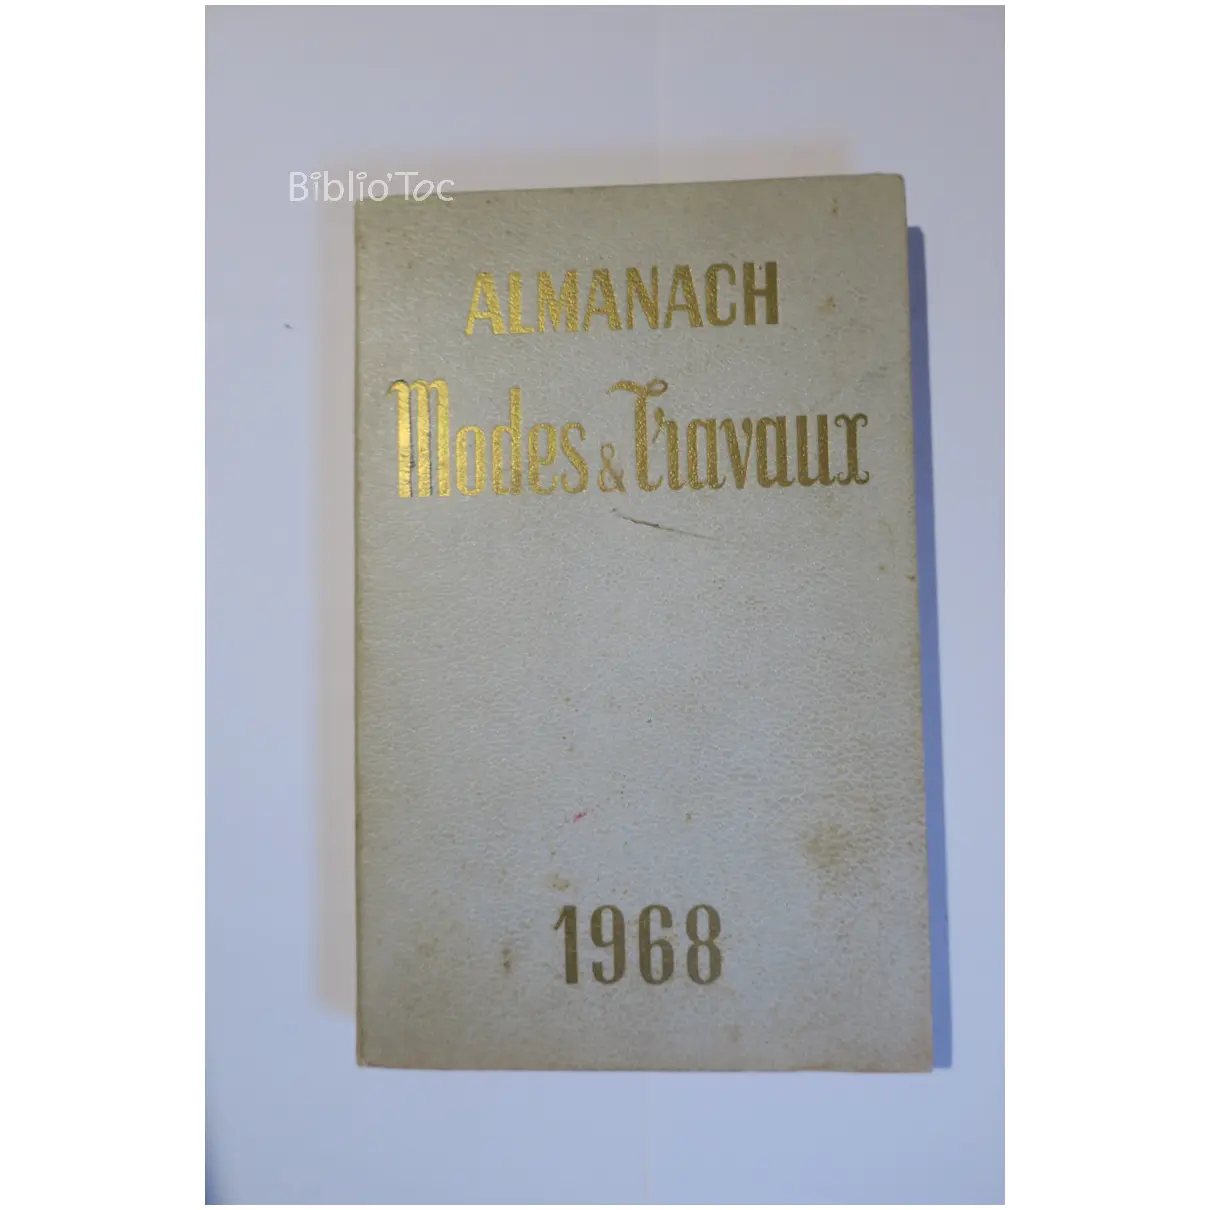 Biblio'Toc
ALMANACH
Modes & Travaux
1968